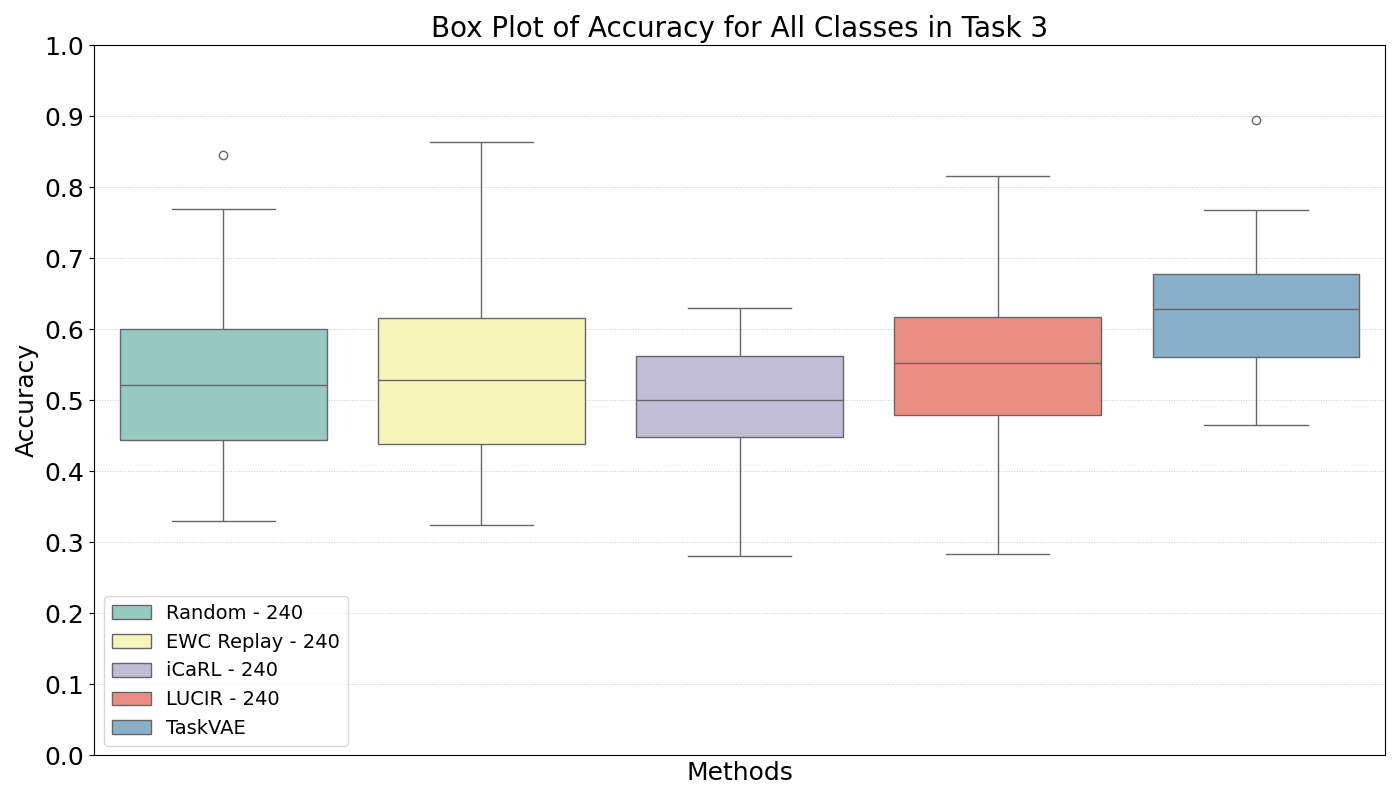 Box Plot of Accuracy for All Classes in Task 3
1.0
0.9
0.8
0.7
0.6
0.5
0.4
0.3
0.2
0.1
0.0
Accuracy
Random - 240
EWC Replay - 240
iCaRL - 240
LUCIR - 240
TaskVAE
Methods